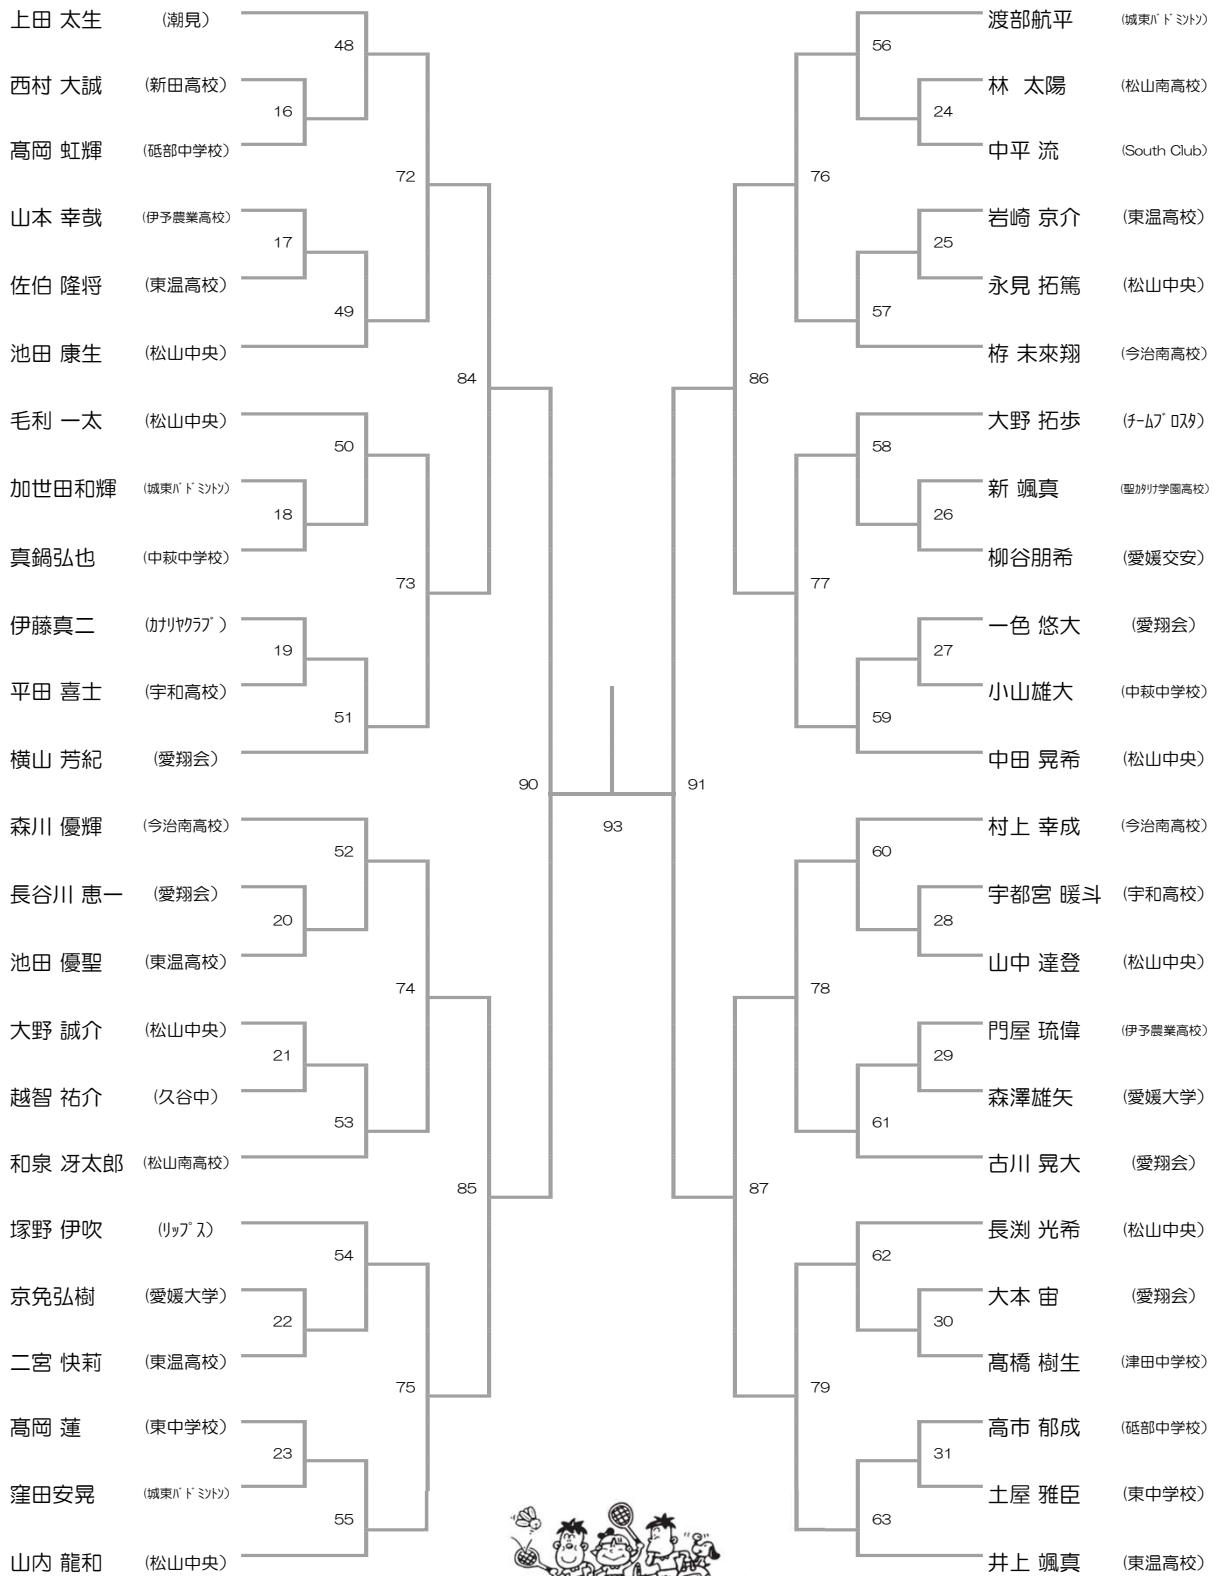 上田 太生 (潮見)
48
西村 大誠 (新田高校)
16
髙岡 虹輝 (砥部中学校)
72
山本 幸哉 (伊予農業高校)
17
佐伯 隆将 (東温高校)
49
池田 康生 (松山中央)
84
毛利 一太 (松山中央)
50
加世田和輝 (城東バドミントン)
18
真鍋弘也 (中萩中学校)
73
伊藤真二 (カナリヤクラブ)
19
平田 喜士 (宇和高校)
51
横山 芳紀 (愛翔会)
90
森川 優輝 (今治南高校)
52
長谷川 恵一 (愛翔会)
20
池田 優聖 (東温高校)
74
大野 誠介 (松山中央)
21
越智 祐介 (久谷中)
53
和泉 冴太郎 (松山南高校)
85
塚野 伊吹 (リップス)
54
京免弘樹 (愛媛大学)
22
二宮 快莉 (東温高校)
75
髙岡 蓮 (東中学校)
23
窪田安晃 (城東バドミントン)
55
山内 龍和 (松山中央)
93
渡部航平 (城東バドミントン)
56
林 太陽 (松山南高校)
24
中平 流 (South Club)
76
岩崎 京介 (東温高校)
25
永見 拓篤 (松山中央)
57
栫 未來翔 (今治南高校)
86
大野 拓歩 (チームプロスタ)
58
新 颯真 (聖カタリナ学園高校)
26
柳谷朋希 (愛媛交安)
77
一色 悠大 (愛翔会)
27
小山雄大 (中萩中学校)
59
中田 晃希 (松山中央)
91
村上 幸成 (今治南高校)
60
宇都宮 暖斗 (宇和高校)
28
山中 達登 (松山中央)
78
門屋 琉偉 (伊予農業高校)
29
森澤雄矢 (愛媛大学)
61
古川 晃大 (愛翔会)
87
長渕 光希 (松山中央)
62
大本 宙 (愛翔会)
30
髙橋 樹生 (津田中学校)
79
高市 郁成 (砥部中学校)
31
土屋 雅臣 (東中学校)
63
井上 颯真 (東温高校)